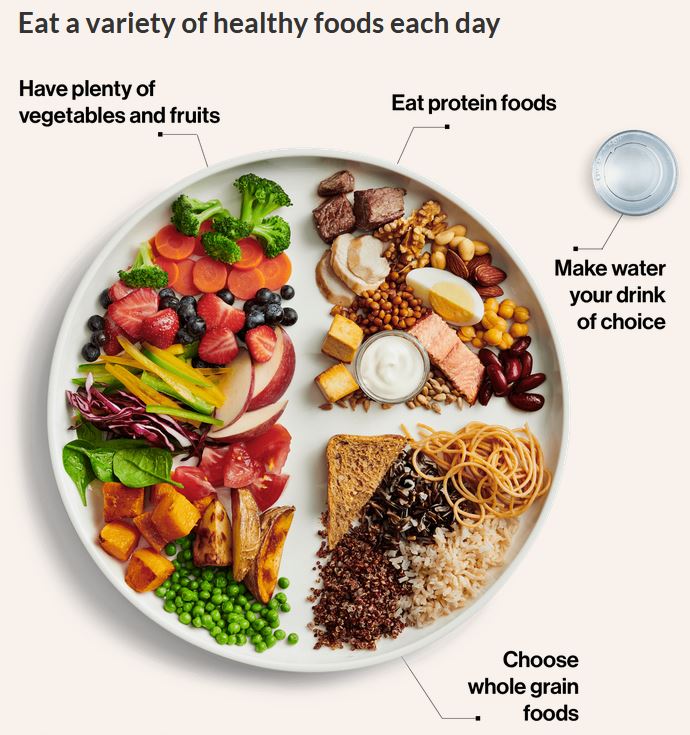 Eat a variety of healthy foods each day
Have plenty of
vegetables and fruits
Eat protein foods
Make water
your drink
of choice
Choose
whole grain
foods